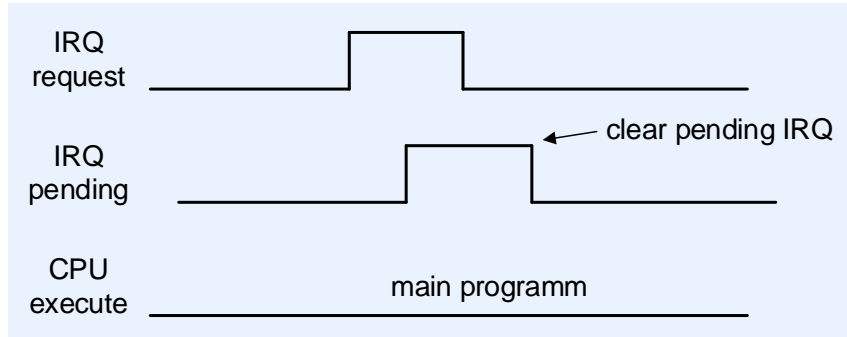 IRQ
request
clear pending IRQ
IRQ
pending
CPU
execute
main programm